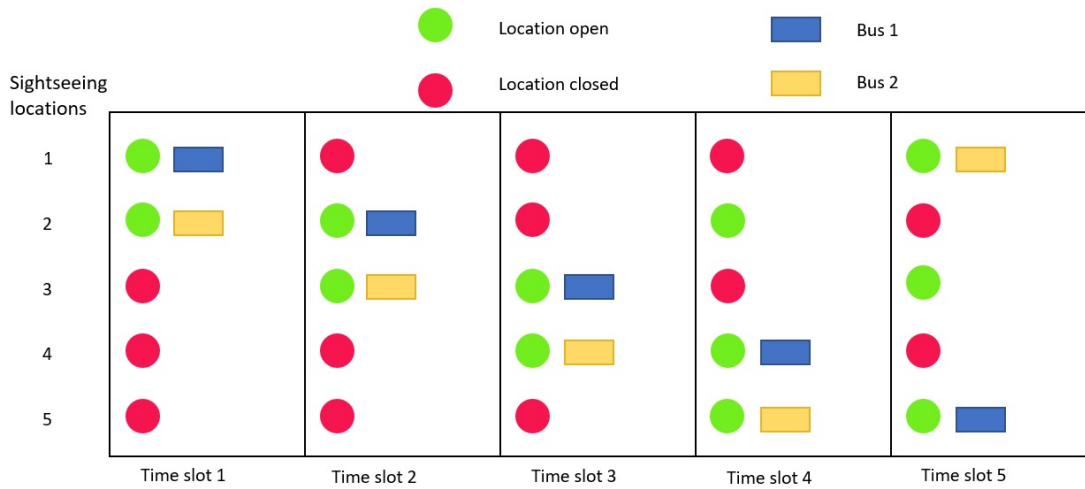 Location open
Bus 1
Location closed
Bus 2
Sightseeing
locations
1
2
3
4
5
Time slot 1
Time slot 2
Time slot 3
Time slot 4
Time slot 5